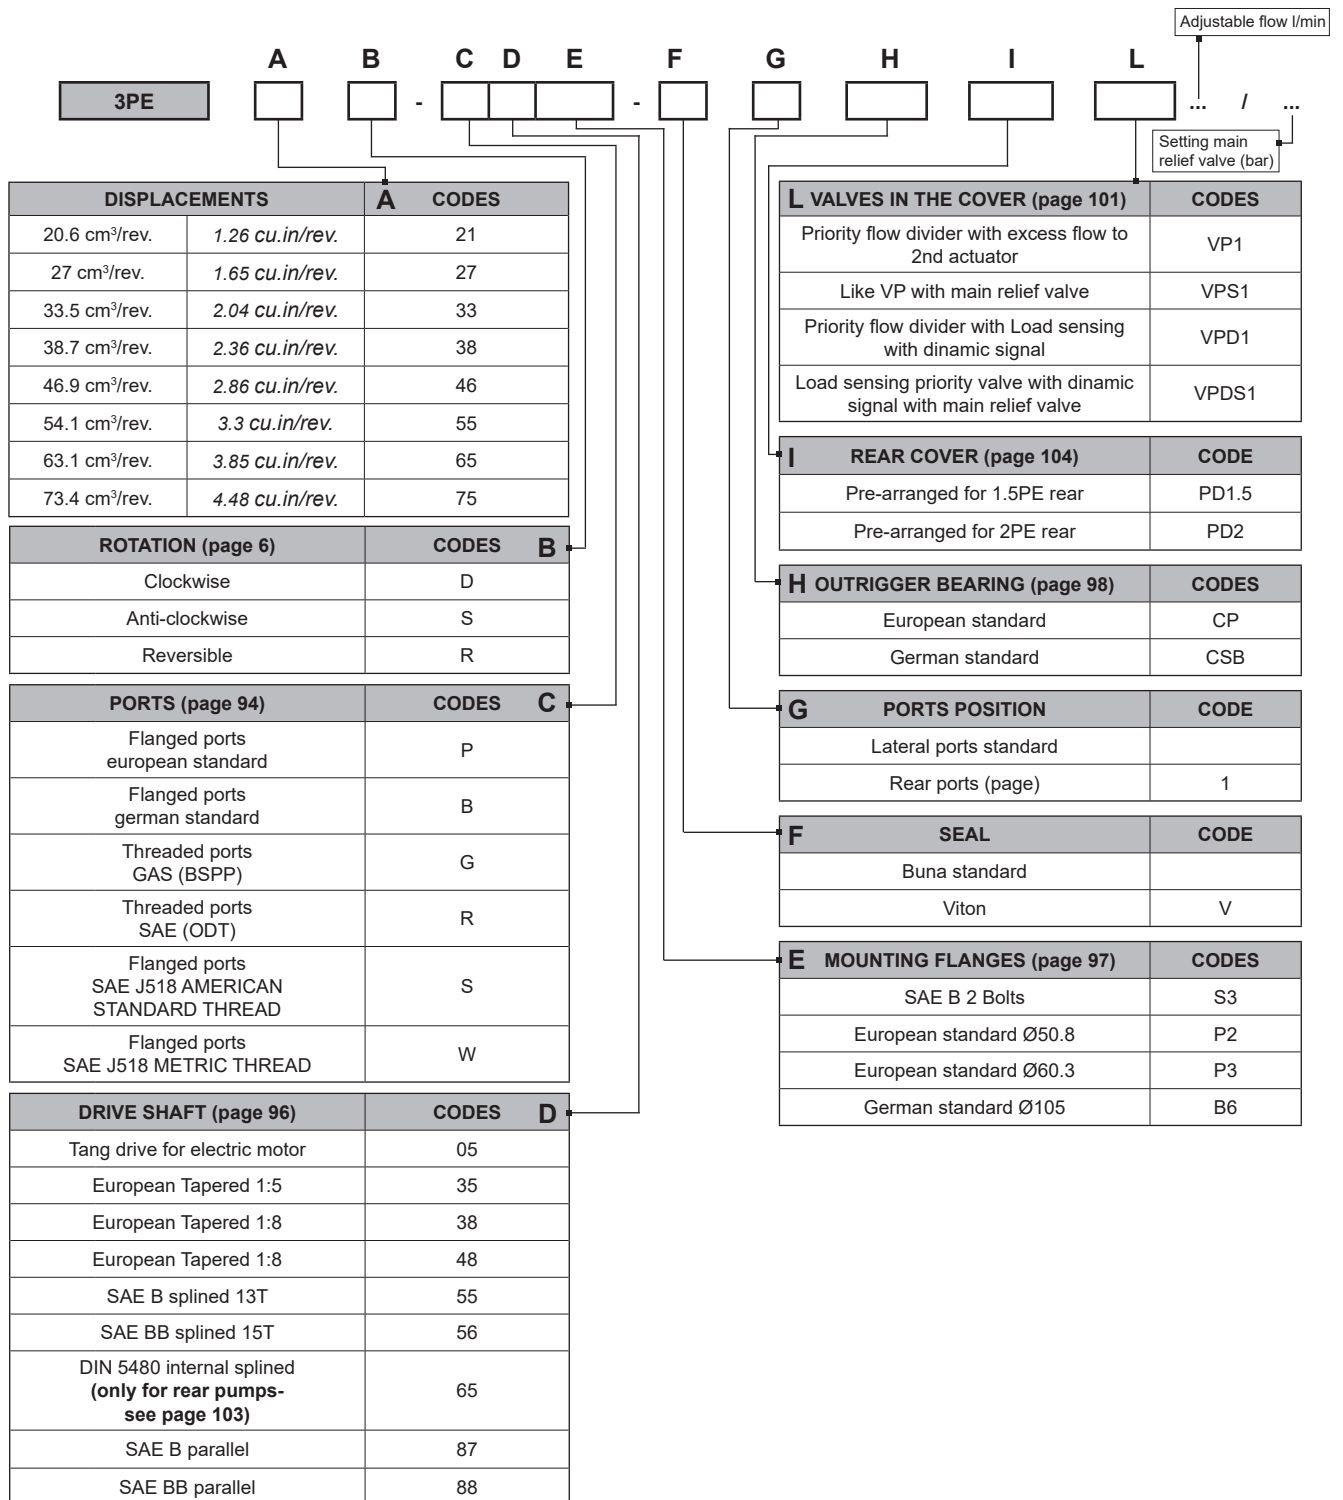 Adjustable flow l/min
A B C D E F G H I L
3PE - - ... / ...
Setting main
relief valve (bar)
DISPLACEMENTS A CODES
20.6 cm³/rev. 1.26 cu.in/rev. 21
27 cm³/rev. 1.65 cu.in/rev. 27
33.5 cm³/rev. 2.04 cu.in/rev. 33
38.7 cm³/rev. 2.36 cu.in/rev. 38
46.9 cm³/rev. 2.86 cu.in/rev. 46
54.1 cm³/rev. 3.3 cu.in/rev. 55
63.1 cm³/rev. 3.85 cu.in/rev. 65
73.4 cm³/rev. 4.48 cu.in/rev. 75
ROTATION (page 6) CODES B
Clockwise D
Anti-clockwise S
Reversible R
PORTS (page 94) CODES C
Flanged ports
european standard P
Flanged ports
german standard B
Threaded ports
GAS (BSPP) G
Threaded ports
SAE (ODT) R
Flanged ports
SAE J518 AMERICAN S
STANDARD THREAD
Flanged ports
SAE J518 METRIC THREAD W
DRIVE SHAFT (page 96) CODES D
Tang drive for electric motor 05
European Tapered 1:5 35
European Tapered 1:8 38
European Tapered 1:8 48
SAE B splined 13T 55
SAE BB splined 15T 56
DIN 5480 internal splined
(only for rear pumps- 65
see page 103)
SAE B parallel 87
SAE BB parallel 88
L VALVES IN THE COVER (page 101) CODES
Priority flow divider with excess flow to
2nd actuator VP1
Like VP with main relief valve VPS1
Priority flow divider with Load sensing
with dinamic signal VPD1
Load sensing priority valve with dinamic
signal with main relief valve VPDS1
I REAR COVER (page 104) CODE
Pre-arranged for 1.5PE rear PD1.5
Pre-arranged for 2PE rear PD2
H OUTRIGGER BEARING (page 98) CODES
European standard CP
German standard CSB
G PORTS POSITION CODE
Lateral ports standard
Rear ports (page) 1
F SEAL CODE
Buna standard
Viton V
E MOUNTING FLANGES (page 97) CODES
SAE B 2 Bolts S3
European standard Ø50.8 P2
European standard Ø60.3 P3
German standard Ø105 B6